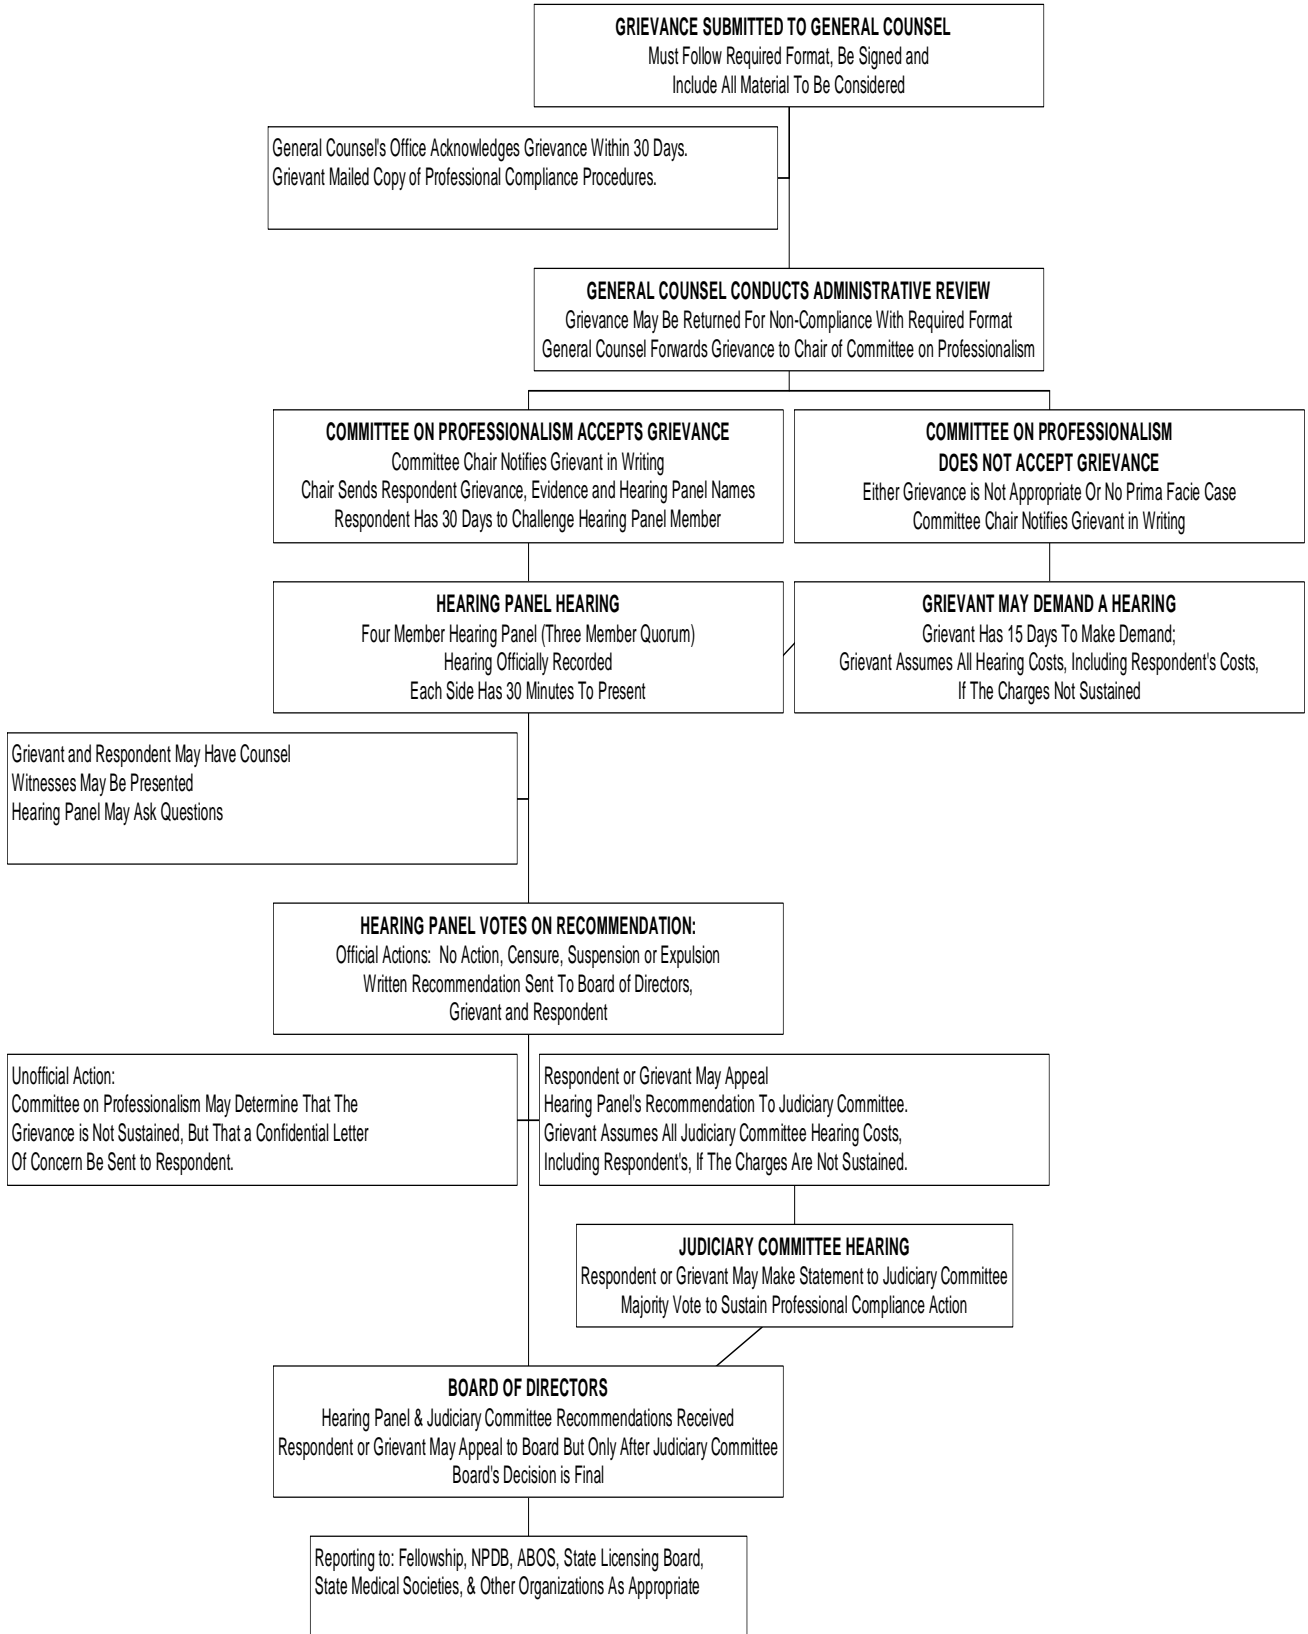 GRIEVANCE SUBMITTED TO GENERAL COUNSEL
Must Follow Required Format, Be Signed and
Include All Material To Be Considered
General Counsel's Office Acknowledges Grievance Within 30 Days.
Grievant Mailed Copy of Professional Compliance Procedures.
GENERAL COUNSEL CONDUCTS ADMINISTRATIVE REVIEW
Grievance May Be Returned For Non-Compliance With Required Format
General Counsel Forwards Grievance to Chair of Committee on Professionalism
COMMITTEE ON PROFESSIONALISM ACCEPTS GRIEVANCE
Committee Chair Notifies Grievant in Writing
Chair Sends Respondent Grievance, Evidence and Hearing Panel Names
Respondent Has 30 Days to Challenge Hearing Panel Member
COMMITTEE ON PROFESSIONALISM
DOES NOT ACCEPT GRIEVANCE
Either Grievance is Not Appropriate Or No Prima Facie Case
Committee Chair Notifies Grievant in Writing
HEARING PANEL HEARING
Four Member Hearing Panel (Three Member Quorum)
Hearing Officially Recorded
Each Side Has 30 Minutes To Present
GRIEVANT MAY DEMAND A HEARING
Grievant Has 15 Days To Make Demand;
Grievant Assumes All Hearing Costs, Including Respondent's Costs,
If The Charges Not Sustained
Grievant and Respondent May Have Counsel
Witnesses May Be Presented
Hearing Panel May Ask Questions
HEARING PANEL VOTES ON RECOMMENDATION:
Official Actions: No Action, Censure, Suspension or Expulsion
Written Recommendation Sent To Board of Directors,
Grievant and Respondent
Unofficial Action:
Committee on Professionalism May Determine That The
Grievance is Not Sustained, But That a Confidential Letter
Of Concern Be Sent to Respondent.
Respondent or Grievant May Appeal
Hearing Panel's Recommendation To Judiciary Committee.
Grievant Assumes All Judiciary Committee Hearing Costs,
Including Respondent's, If The Charges Are Not Sustained.
JUDICIARY COMMITTEE HEARING
Respondent or Grievant May Make Statement to Judiciary Committee
Majority Vote to Sustain Professional Compliance Action
BOARD OF DIRECTORS
Hearing Panel & Judiciary Committee Recommendations Received
Respondent or Grievant May Appeal to Board But Only After Judiciary Committee
Board's Decision is Final
Reporting to: Fellowship, NPDB, ABOS, State Licensing Board,
State Medical Societies, & Other Organizations As Appropriate